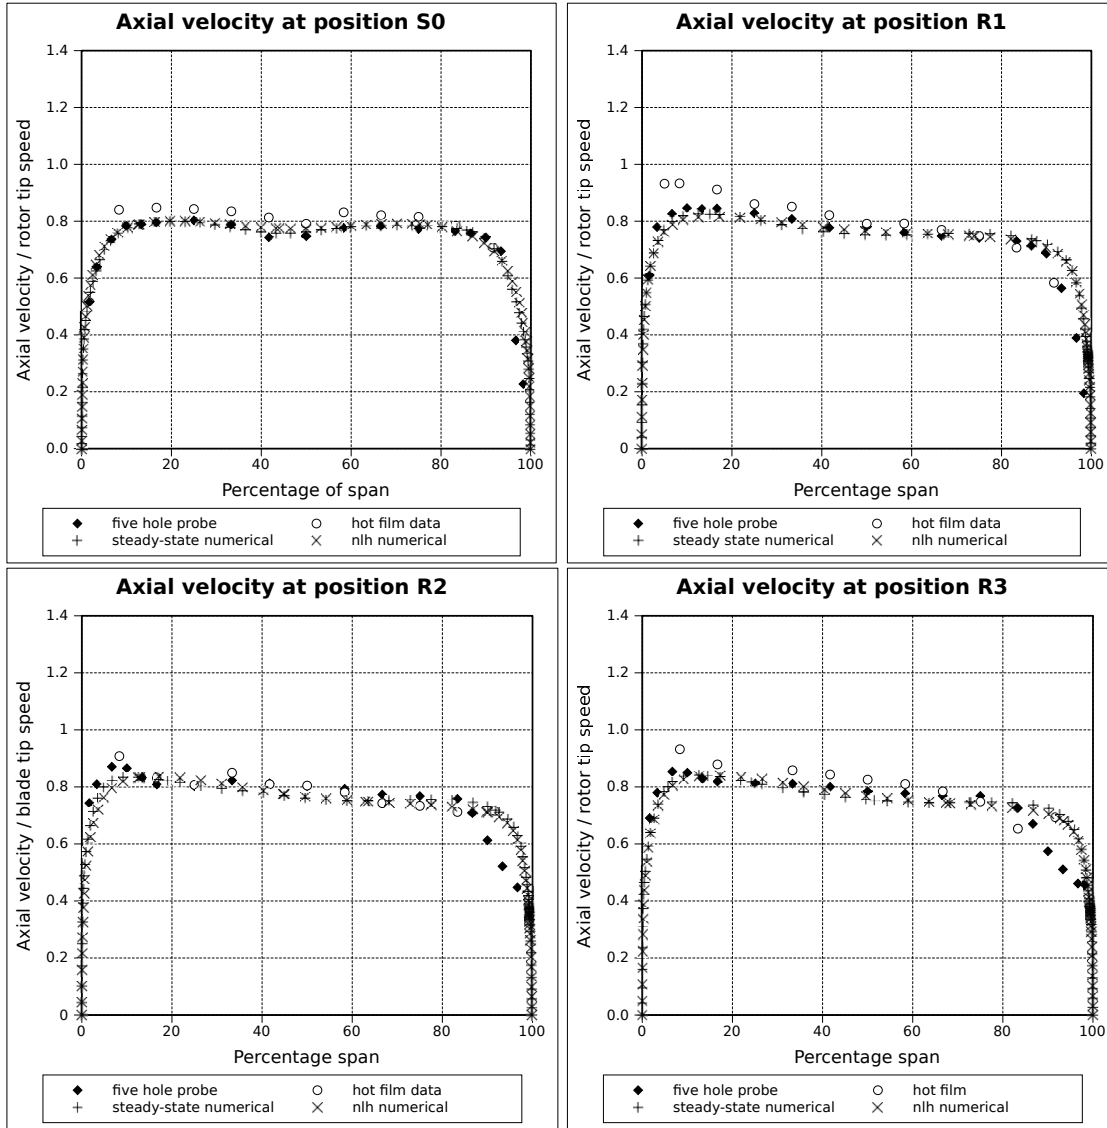 Axial velocity at position S0
1.4
1.2
1.0
0.8
0.6
0.4
0.2
0.0
Axial velocity / rotor tip speed
0 20 40 60 80 100
Percentage of span
five hole probe hot film data
steady-state numerical nlh numerical
Axial velocity at position R1
1.4
1.2
1
0.8
0.6
0.4
0.2
0.0
Axial velocity / rotor tip speed
0 20 40 60 80 100
Percentage span
five hole probe hot film data
steady state numerical nlh numerical
Axial velocity at position R2
1.4
1.2
1
0.8
0.6
0.4
0.2
0
Axial velocity / blade tip speed
0 20 40 60 80 100
Percentage span
five hole probe hot film data
steady-state numerical nlh numerical
Axial velocity at position R3
1.4
1.2
1
0.8
0.6
0.4
0.2
0
Axial velocity / rotor tip speed
0 20 40 60 80 100
Percentage span
five hole probe hot film
steady-state numerical nlh numerical